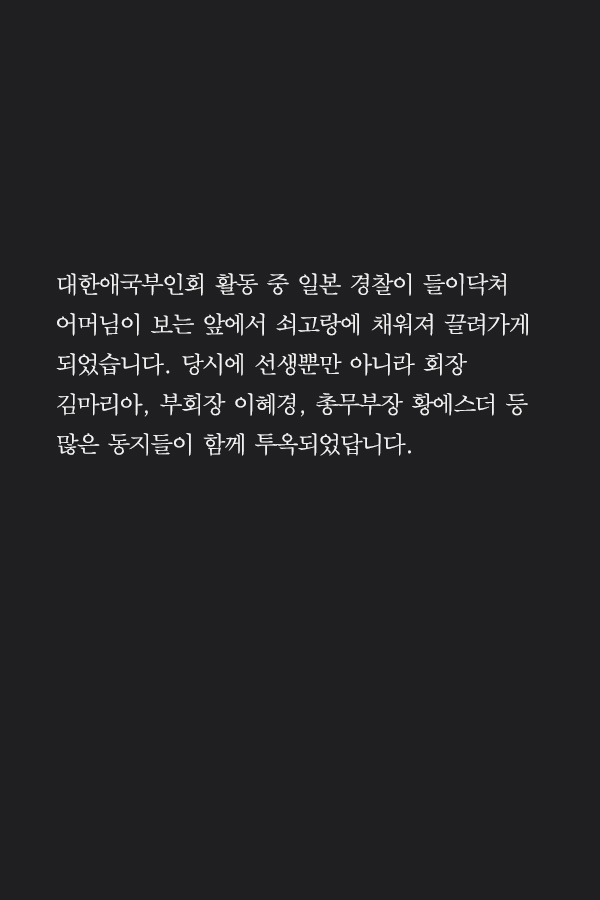 대한애국부인회 활동 중 일본 경찰이 들이닥쳐
어머님이 보는 앞에서 쇠고랑에 채워져 끌려가게
되었습니다. 당시에 선생뿐만 아니라 회장
김마리아, 부회장 이혜경, 총무부장 황에스더 등
많은 동지들이 함께 투옥되었답니다.